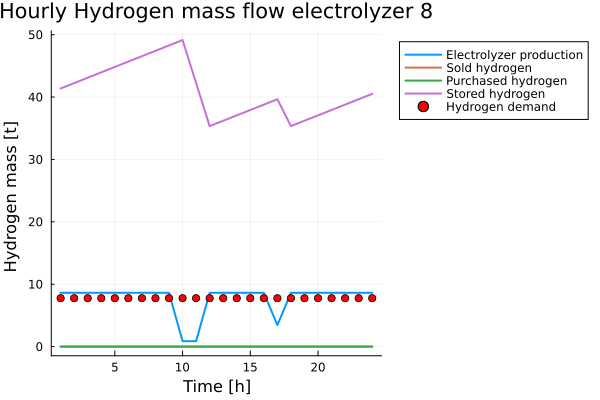 Hourly Hydrogen mass flow electrolyzer 8
Hydrogen mass [t]
50
40
30
20
10
0
5
10
15
20
Time [h]
Electrolyzer production
Sold hydrogen
Purchased hydrogen
Stored hydrogen
Hydrogen demand